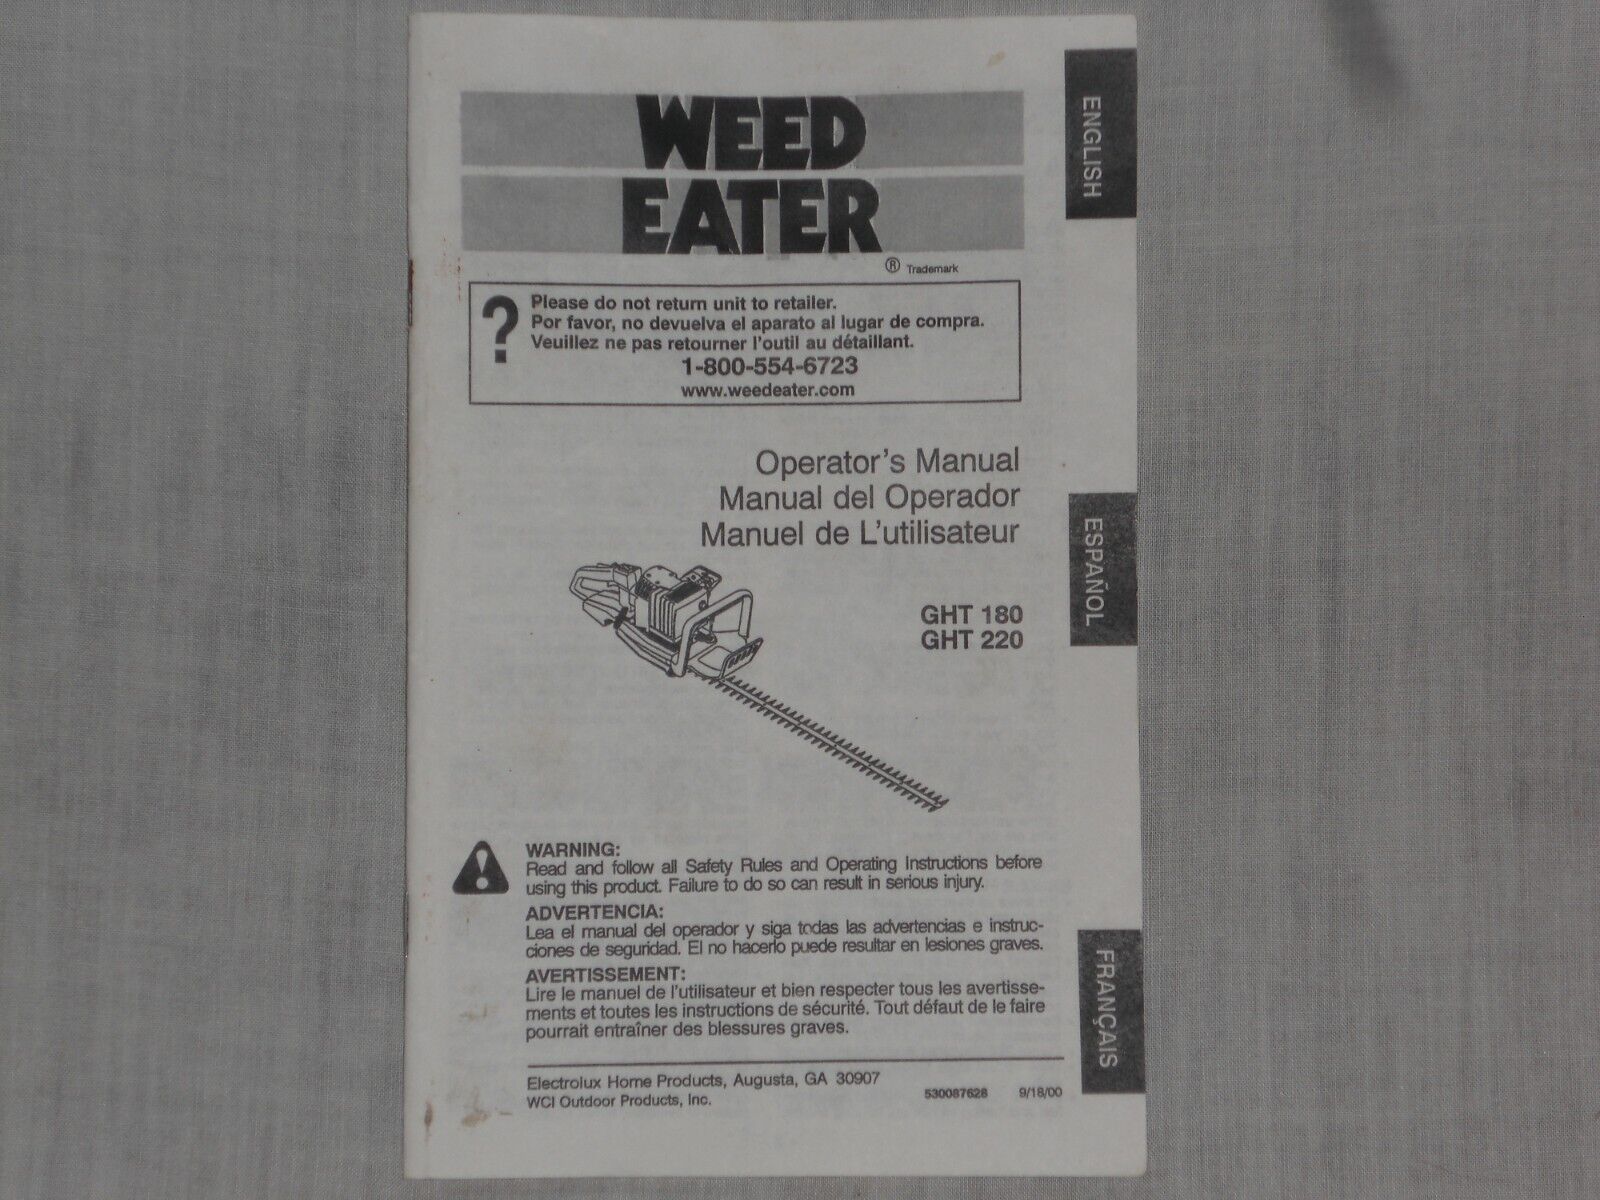 WEED
EATER
® Trademark
?
Please do not return unit to retailer.
Por favor, no devuelva el aparato al lugar de compra.
Veuillez ne pas retourner l'outil au détaillant.
1-800-554-6723
www.weedeater.com
Operator's Manual
Manual del Operador
Manuel de L'utilisateur
GHT 180
GHT 220
WARNING:
Read and follow all Safety Rules and Operating Instructions before
using this product. Failure to do so can result in serious injury.
ADVERTENCIA:
Lea el manual del operador y siga todas las advertencias e instruc-
ciones de seguridad. El no hacerlo puede resultar en lesiones graves.
AVERTISSEMENT:
Lire le manuel de l'utilisateur et bien respecter tous les avertisse-
ments et toutes les instructions de sécurité. Tout défaut de le faire
pourrait entraîner des blessures graves.
Electrolux Home Products, Augusta, GA 30907
WCI Outdoor Products, Inc.
530087628 9/18/00
ENGLISH
ESPAÑOL
FRANÇAIS